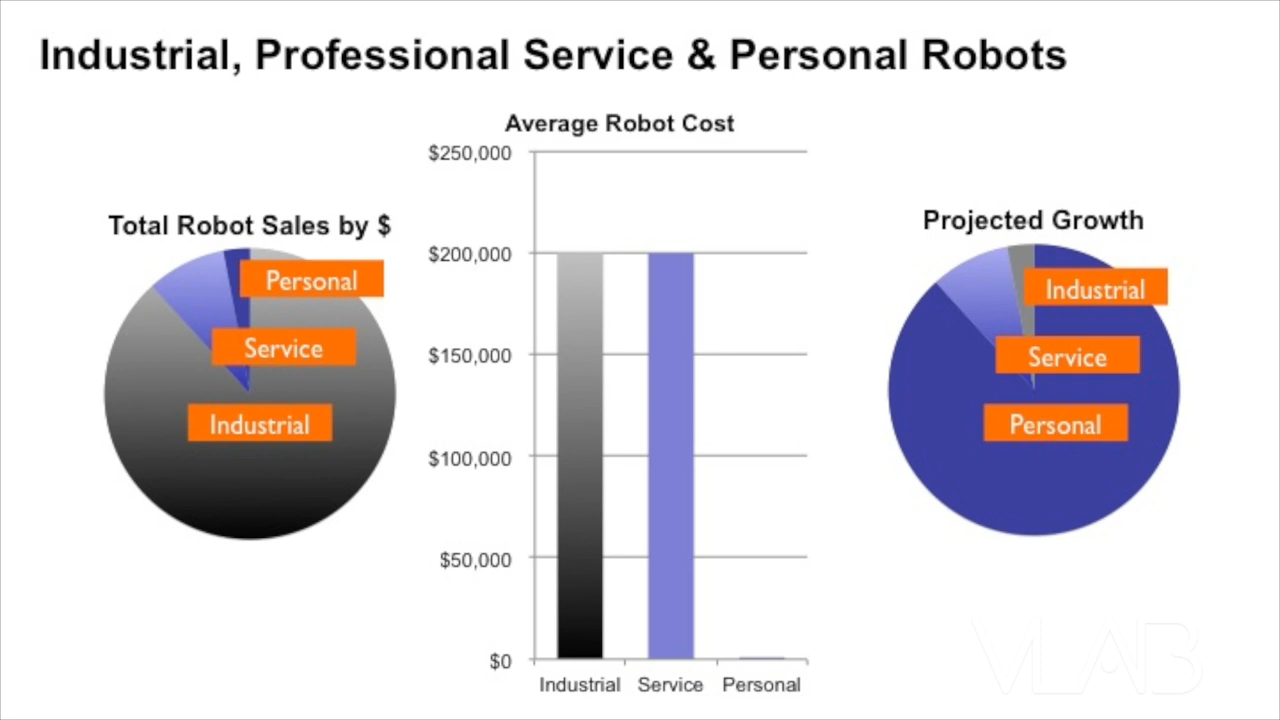 Industrial, Professional Service & Personal Robots
Total Robot Sales by $
Personal
Service
Industrial
Average Robot Cost
$250,000
$200,000
$150,000
$100,000
$50,000
$0
Industrial
Service
Personal
Projected Growth
Industrial
Service
Personal
VLAB